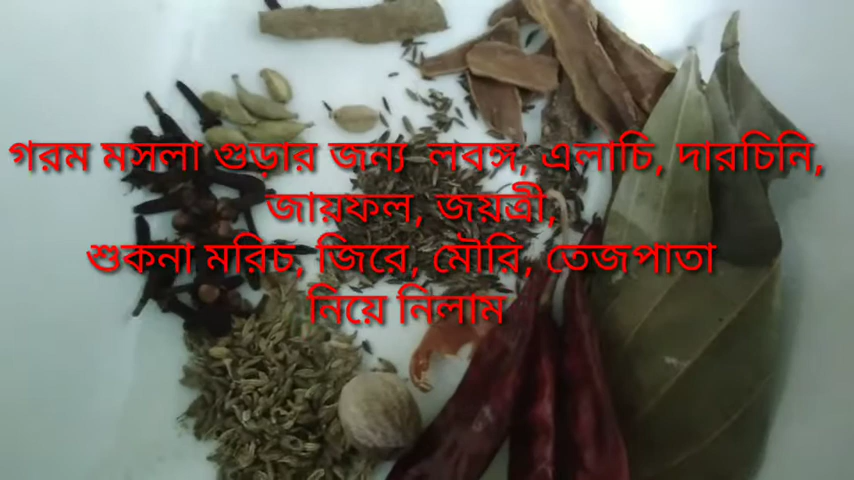 গরম মসলা গুড়ার জন্য লবঙ্গ, এলাচি, দারচিনি,
জায়ফল, জয়ত্রী,
শুকনা মরিচ, জিরে, মৌরি, তেজপাতা
নিয়ে নিলাম